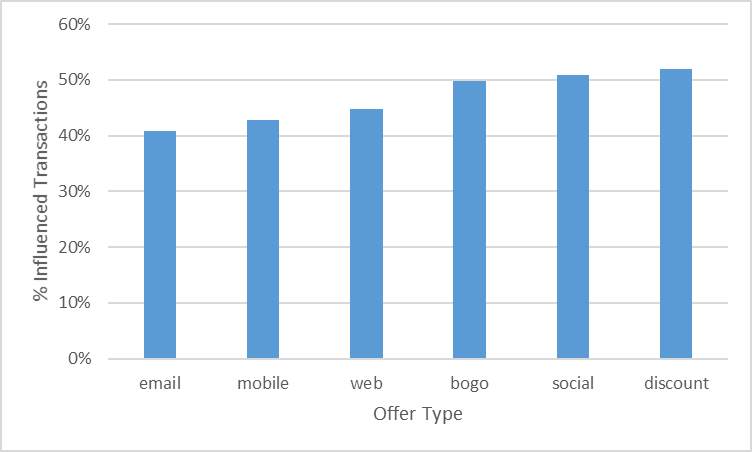 60%
50%
40%
30%
20%
10%
0%
% Influenced Transactions
email mobile web bogo social discount
Offer Type